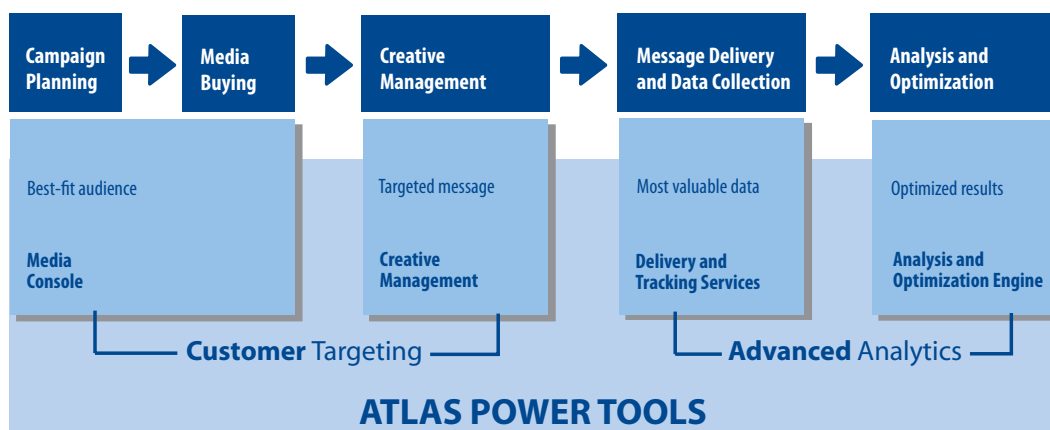 Campaign
Planning
Media
Buying
Creative
Management
Message Delivery
and Data Collection
Analysis and
Optimization
Best-fit audience
Targeted message
Most valuable data
Optimized results
Media
Console
Creative
Management
Delivery and
Tracking Services
Analysis and
Optimization Engine
Customer Targeting
Advanced Analytics
ATLAS POWER TOOLS